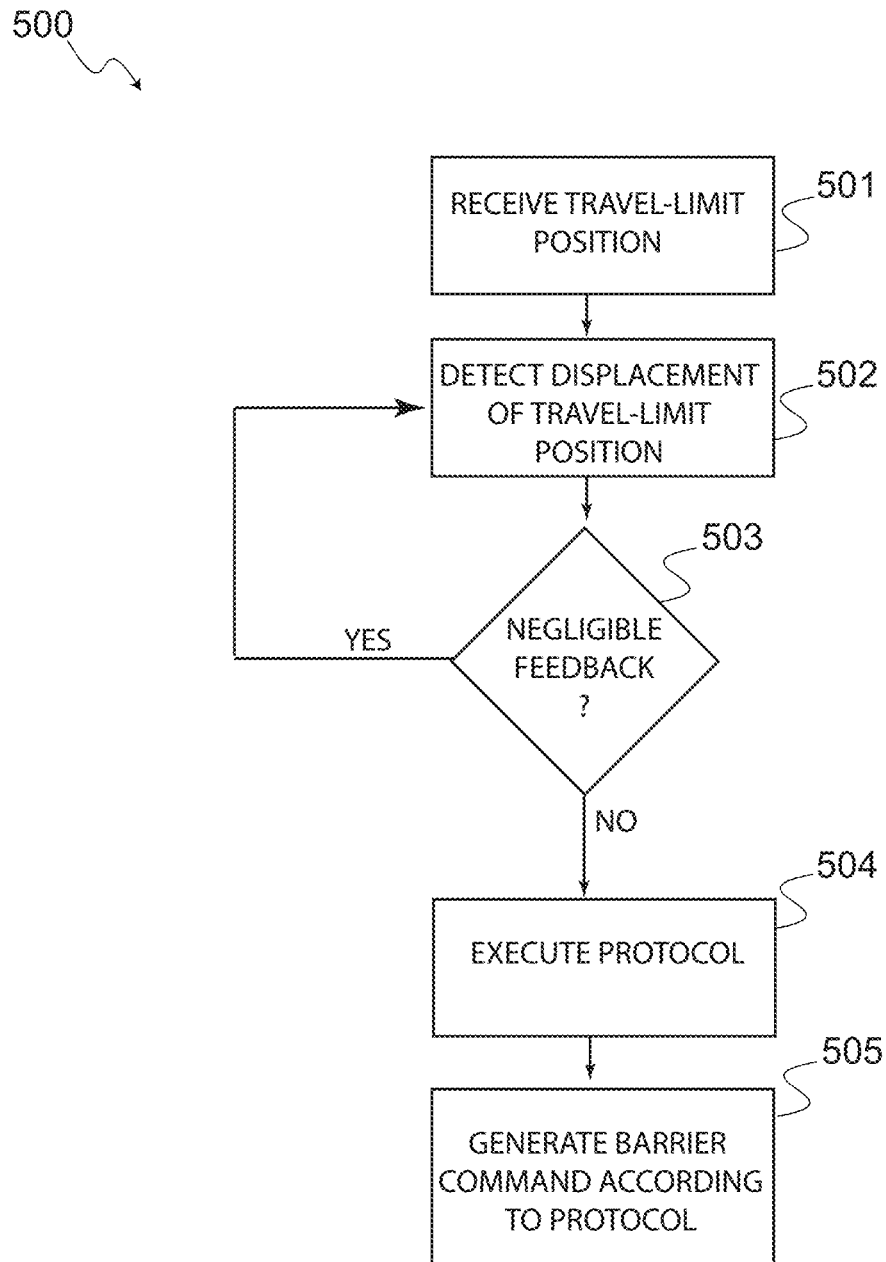 500
RECEIVE TRAVEL-LIMIT
POSITION
501
DETECT DISPLACEMENT
OF TRAVEL-LIMIT
POSITION
502
503
NEGLIGIBLE
FEEDBACK
?
YES
NO
504
EXECUTE PROTOCOL
505
GENERATE BARRIER
COMMAND ACCORDING
TO PROTOCOL